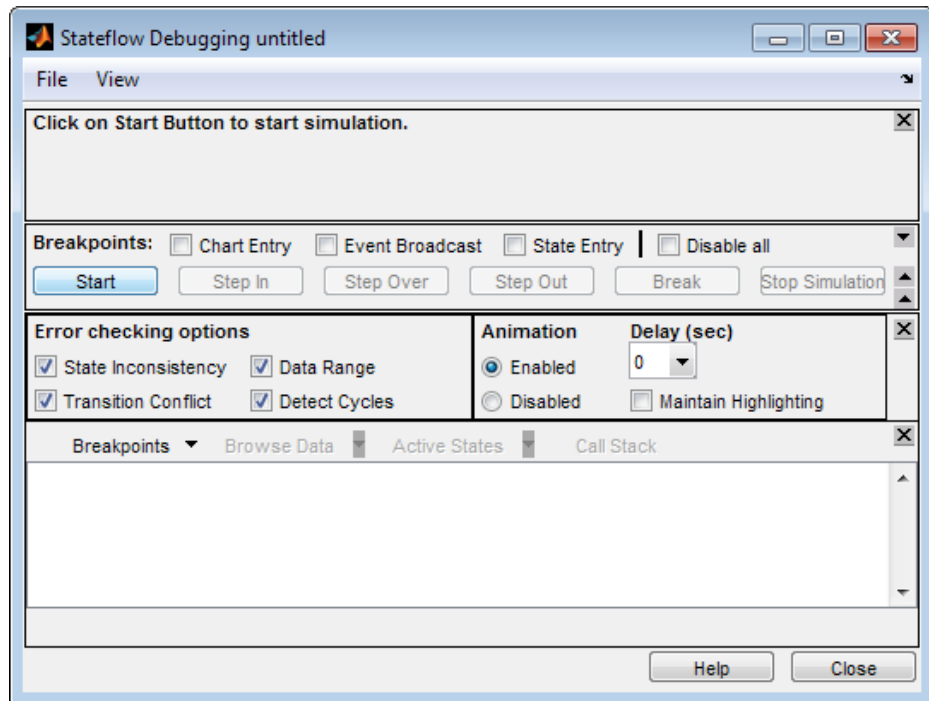 Stateflow Debugging untitled
File View
Click on Start Button to start simulation.
Breakpoints: Chart Entry Event Broadcast State Entry Disable all
Start Step In Step Over Step Out Break Stop Simulation
Error checking options Animation Delay (sec)
State Inconsistency Data Range Enabled 0
Transition Conflict Detect Cycles Disabled Maintain Highlighting
Breakpoints Browse Data Active States Call Stack
Help Close